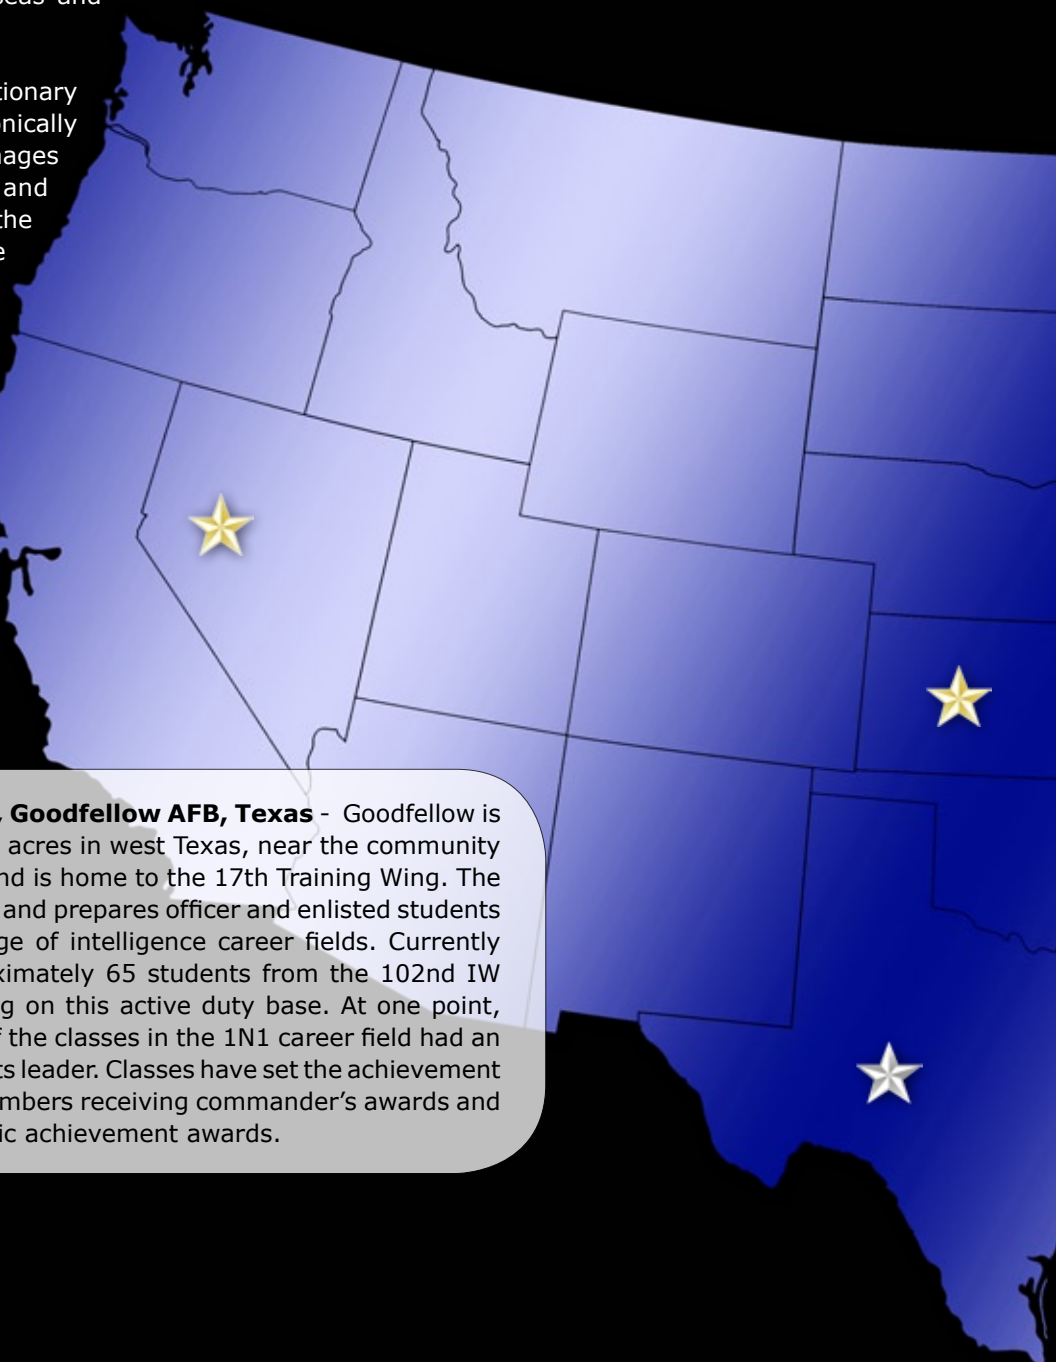 seas and
tionary
onically
ages
and
the
e
, Goodfellow AFB, Texas - Goodfellow is
acres in west Texas, near the community
nd is home to the 17th Training Wing. The
and prepares officer and enlisted students
ge of intelligence career fields. Currently
ximately 65 students from the 102nd IW
g on this active duty base. At one point,
f the classes in the 1N1 career field had an
ts leader. Classes have set the achievement
mbers receiving commander’s awards and
ic achievement awards.